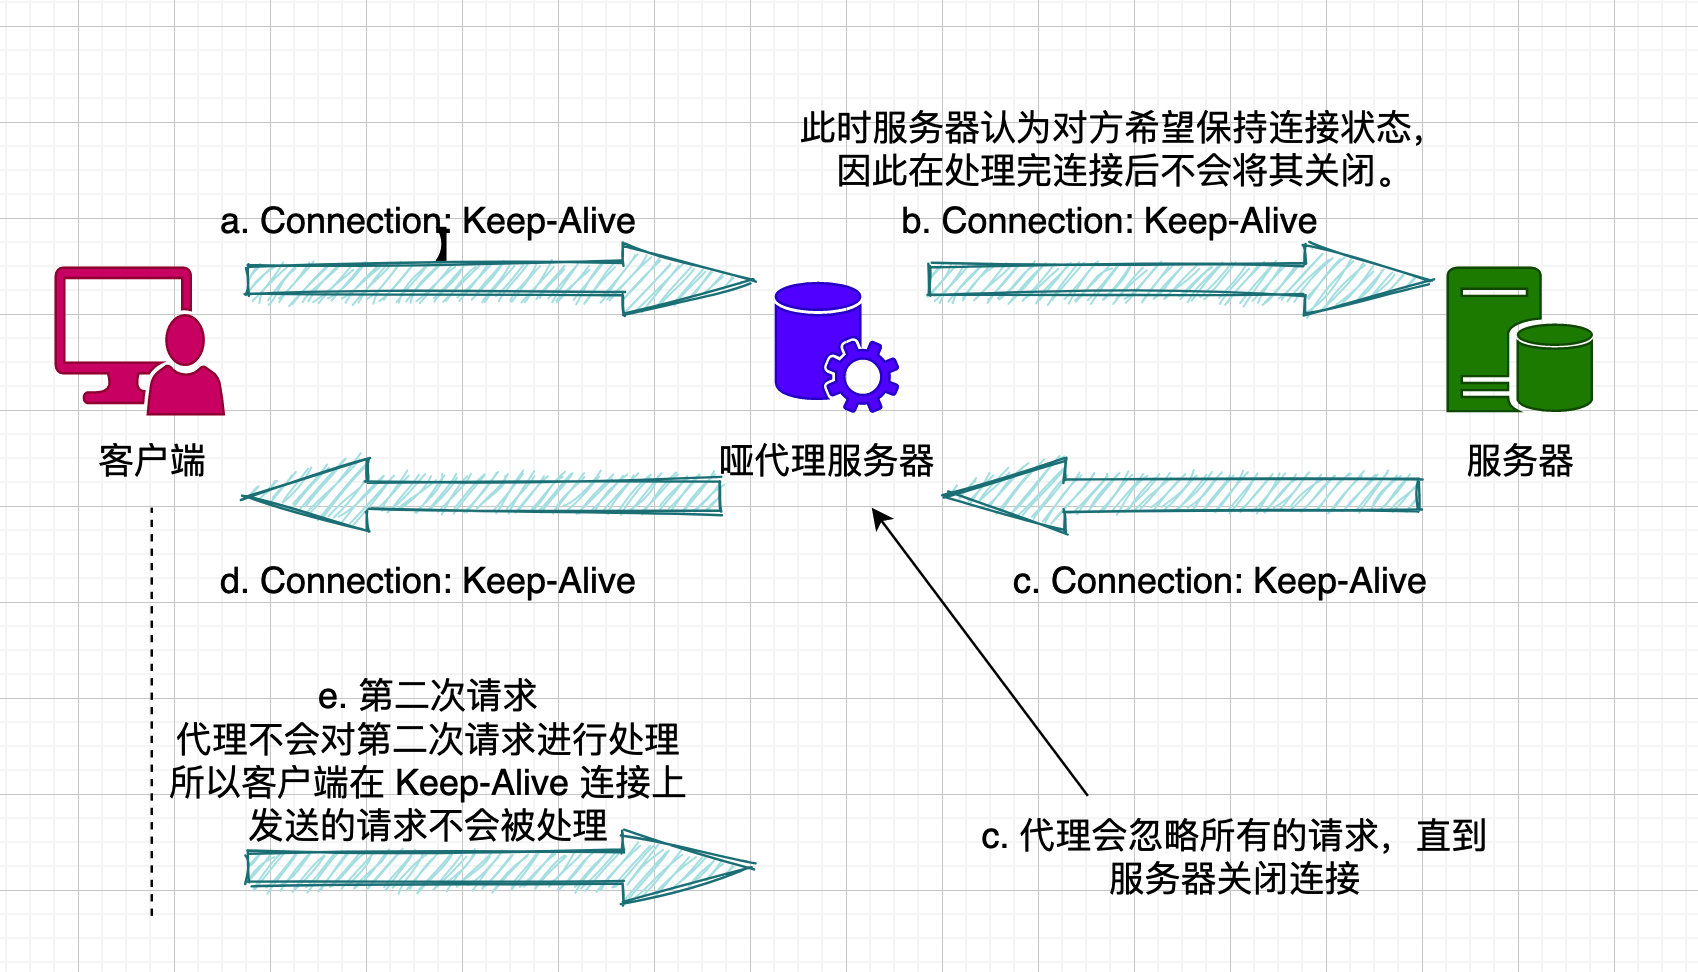 此时服务器认为对方希望保持连接状态，
因此在处理完连接后不会将其关闭。
a. Connection: Keep-Alive
b. Connection: Keep-Alive
客户端
哑代理服务器
服务器
d. Connection: Keep-Alive
c. Connection: Keep-Alive
e. 第二次请求
代理不会对第二次请求进行处理
所以客户端在 Keep-Alive 连接上
发送的请求不会被处理
c. 代理会忽略所有的请求，直到
服务器关闭连接